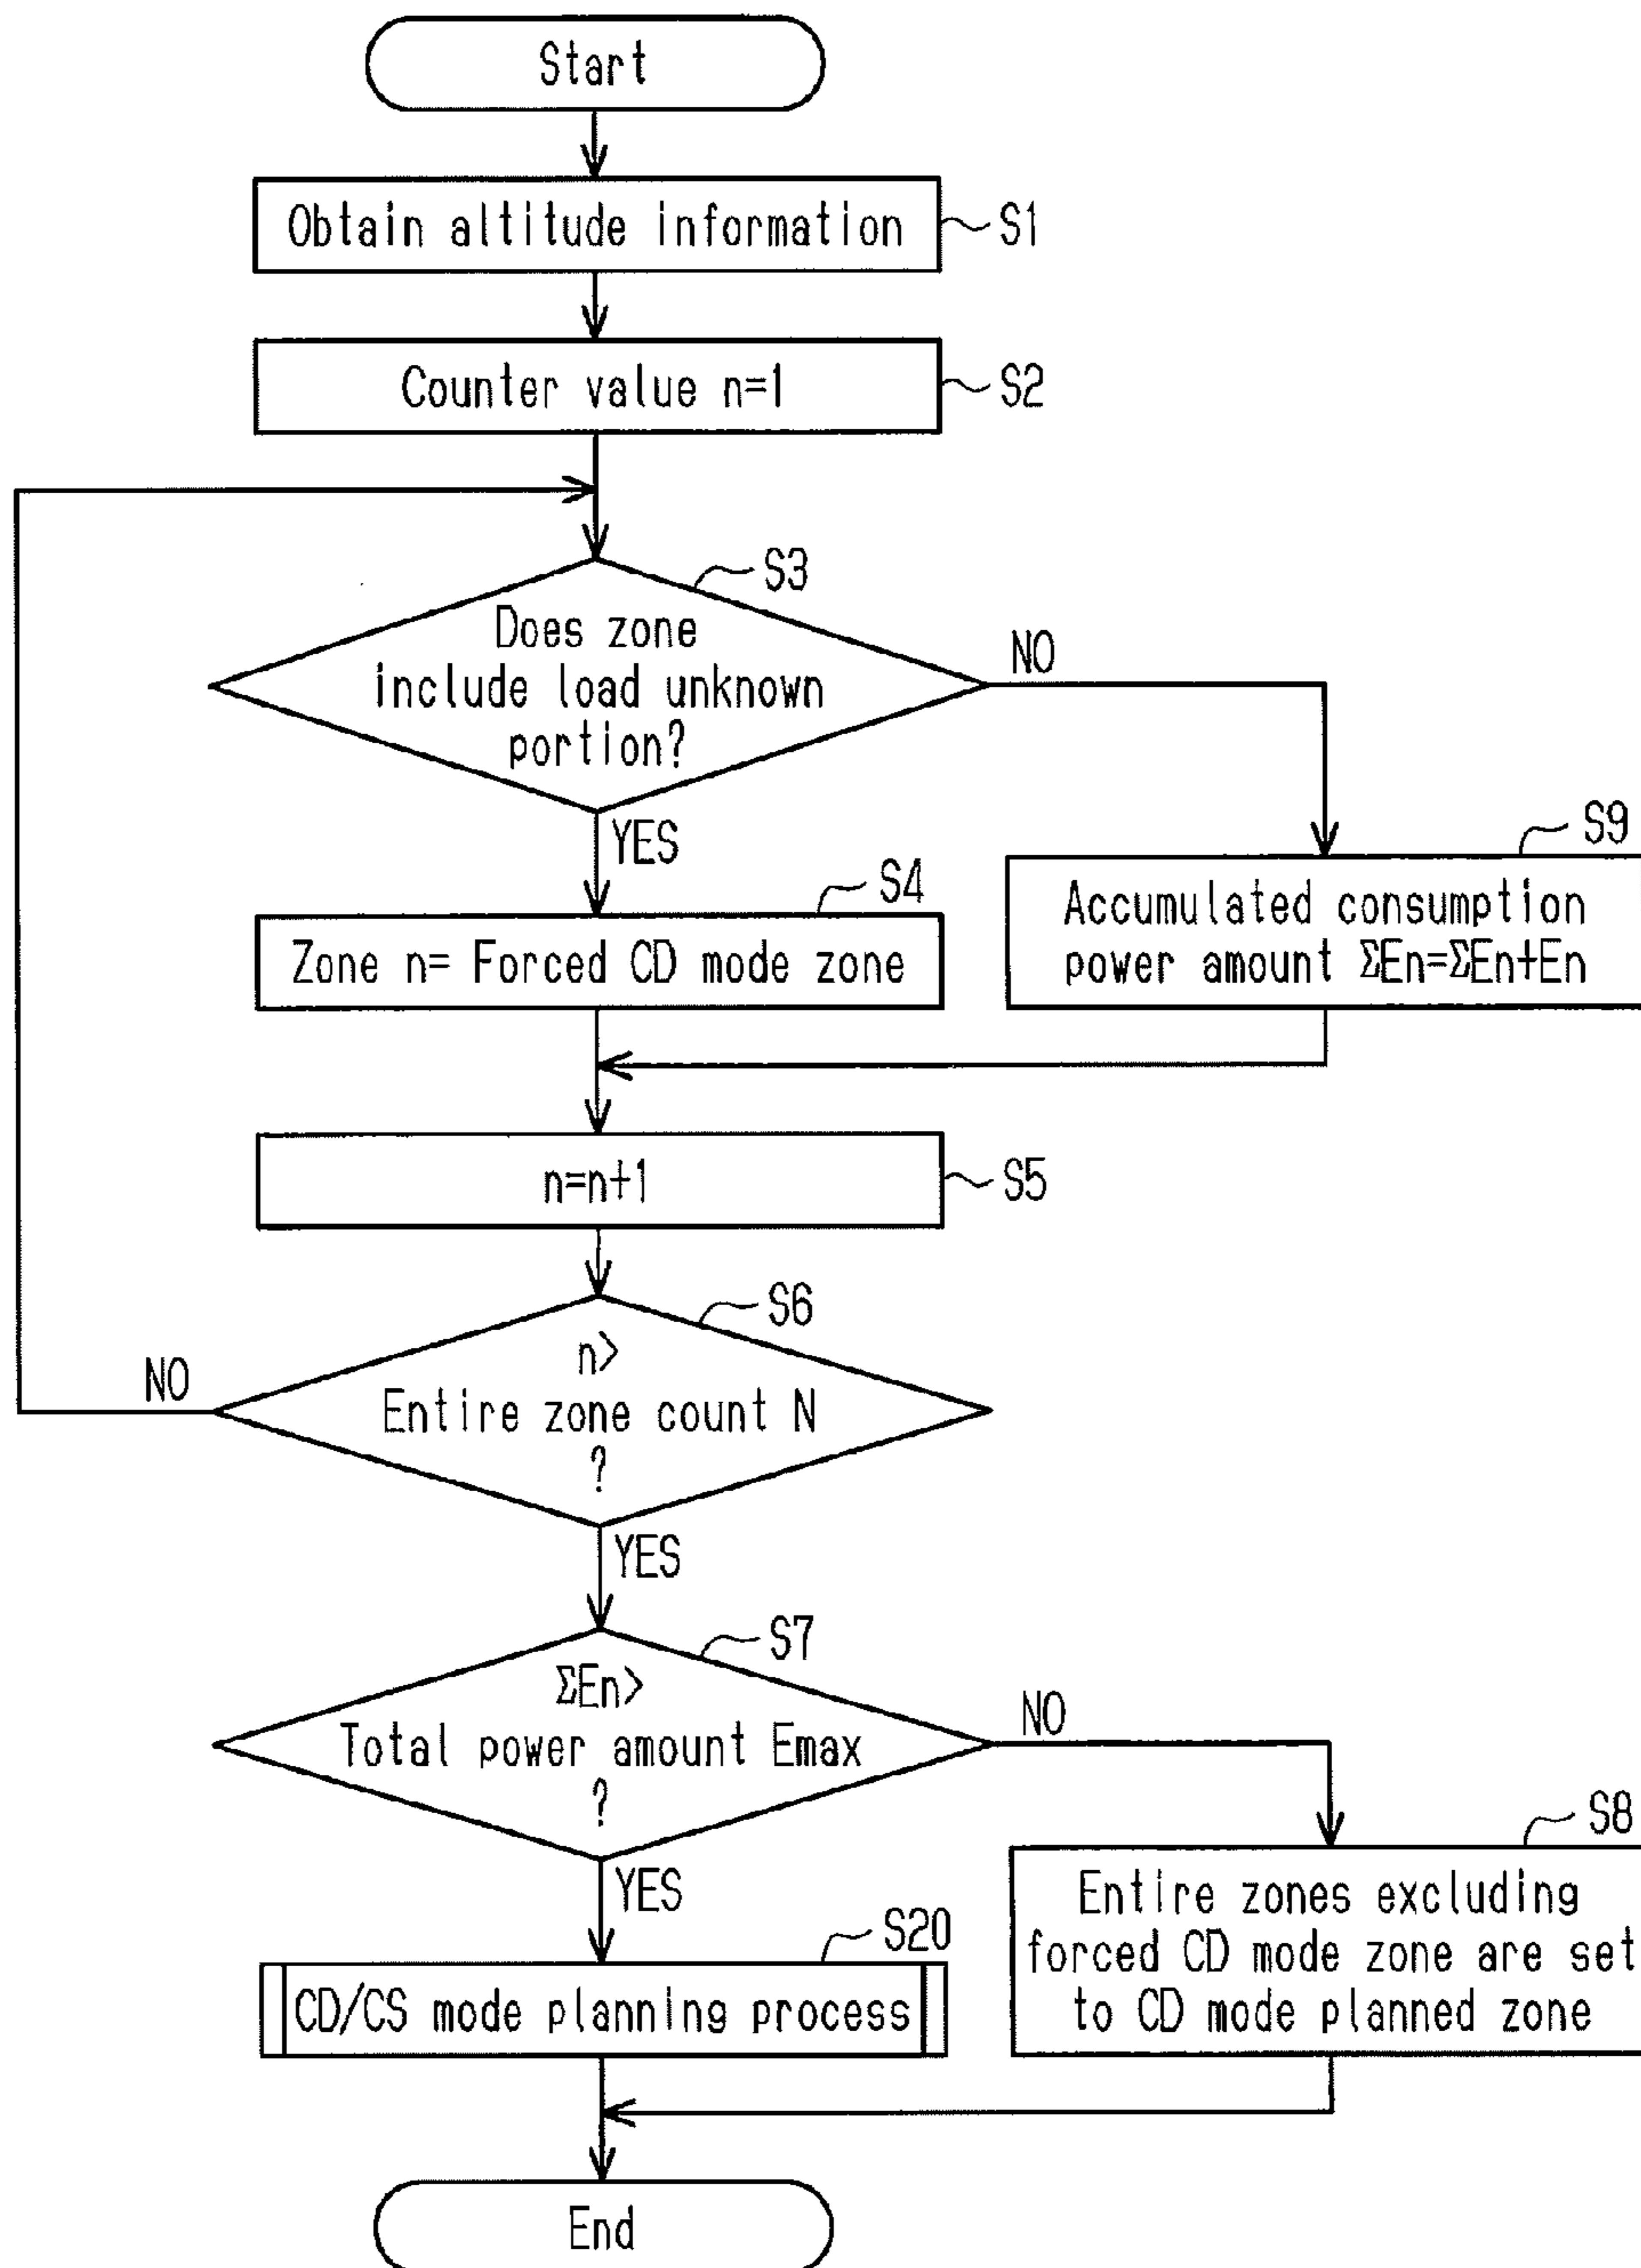 Start
Obtain altitude information
S1
Counter value n=1
S2
S3
Does zone
include load unknown
portion?
NO
YES
S9
Accumulated consumption
power amount ΣEn=ΣEn+En
S4
Zone n= Forced CD mode zone
n=n+1
S5
S6
n>
Entire zone count N
?
NO
YES
S7
ΣEn>
Total power amount Emax
?
NO
YES
S8
Entire zones excluding
forced CD mode zone are set
to CD mode planned zone
S20
CD/CS mode planning process
End